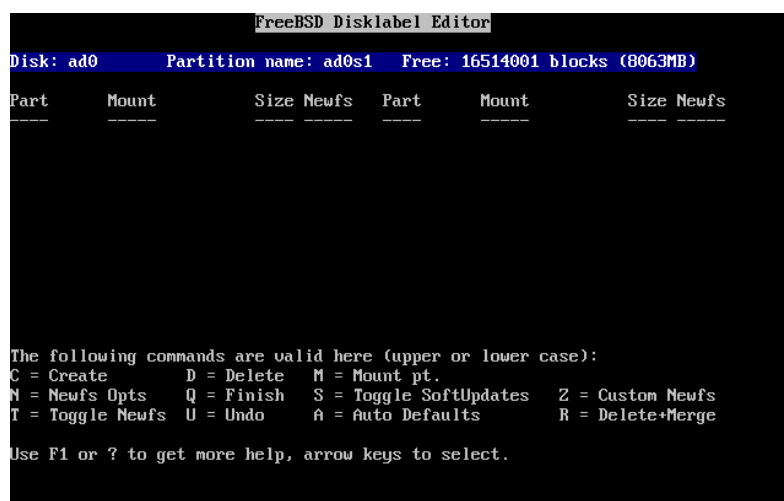 FreeBSD Disklabel Editor
Disk: ad0 Partition name: ad0s1 Free: 16514001 blocks (8063MB)
Part Mount Size Newfs Part Mount Size Newfs
---- ----- ---- ----- ---- ----- ---- -----
The following commands are valid here (upper or lower case):
C = Create D = Delete M = Mount pt.
N = Newfs Opts Q = Finish S = Toggle SoftUpdates Z = Custom Newfs
T = Toggle Newfs U = Undo A = Auto Defaults R = Delete+Merge
Use F1 or ? to get more help, arrow keys to select.